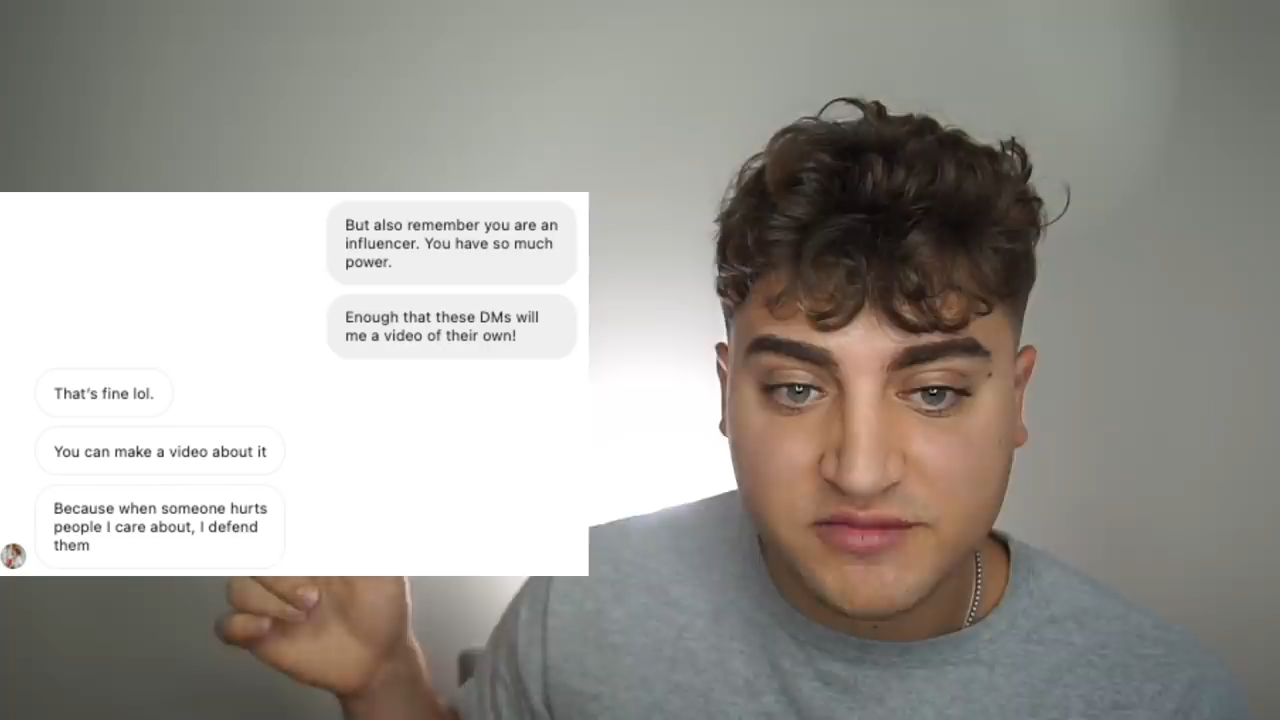 But also remember you are an
influencer. You have so much
power.
Enough that these DMs will
me a video of their own!
That's fine lol.
You can make a video about it
Because when someone hurts
people I care about, I defend
them